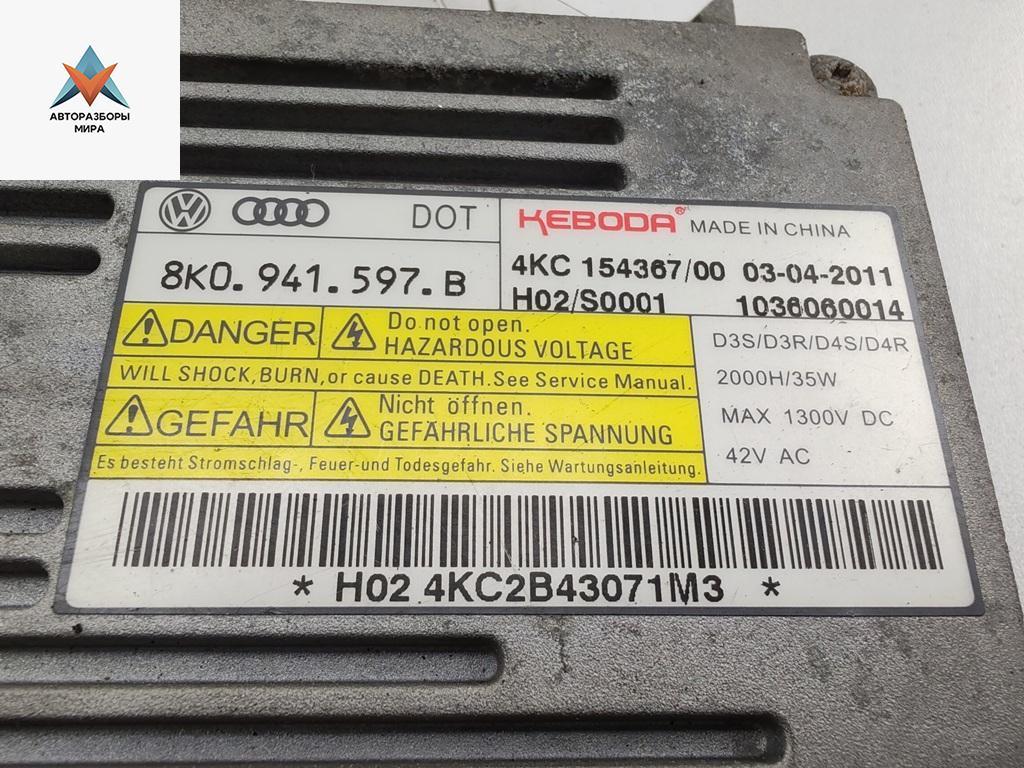 АВТОРАЗБОРЫ
МИРА
DOT
8K0.941.597.B
KEBODA® MADE IN CHINA
4KC 154367/00 03-04-2011
H02/S0001 1036060014
DANGER
Do not open.
HAZARDOUS VOLTAGE
WILL SHOCK,BURN,or cause DEATH.See Service Manual.
GEFAHR
Nicht öffnen.
GEFÄHRLICHE SPANNUNG
Es besteht Stromschlag-, Feuer-und Todesgefahr. Siehe Wartungsanleitung.
D3S/D3R/D4S/D4R
2000H/35W
MAX 1300V DC
42V AC
* H02 4KC2B43071M3 *